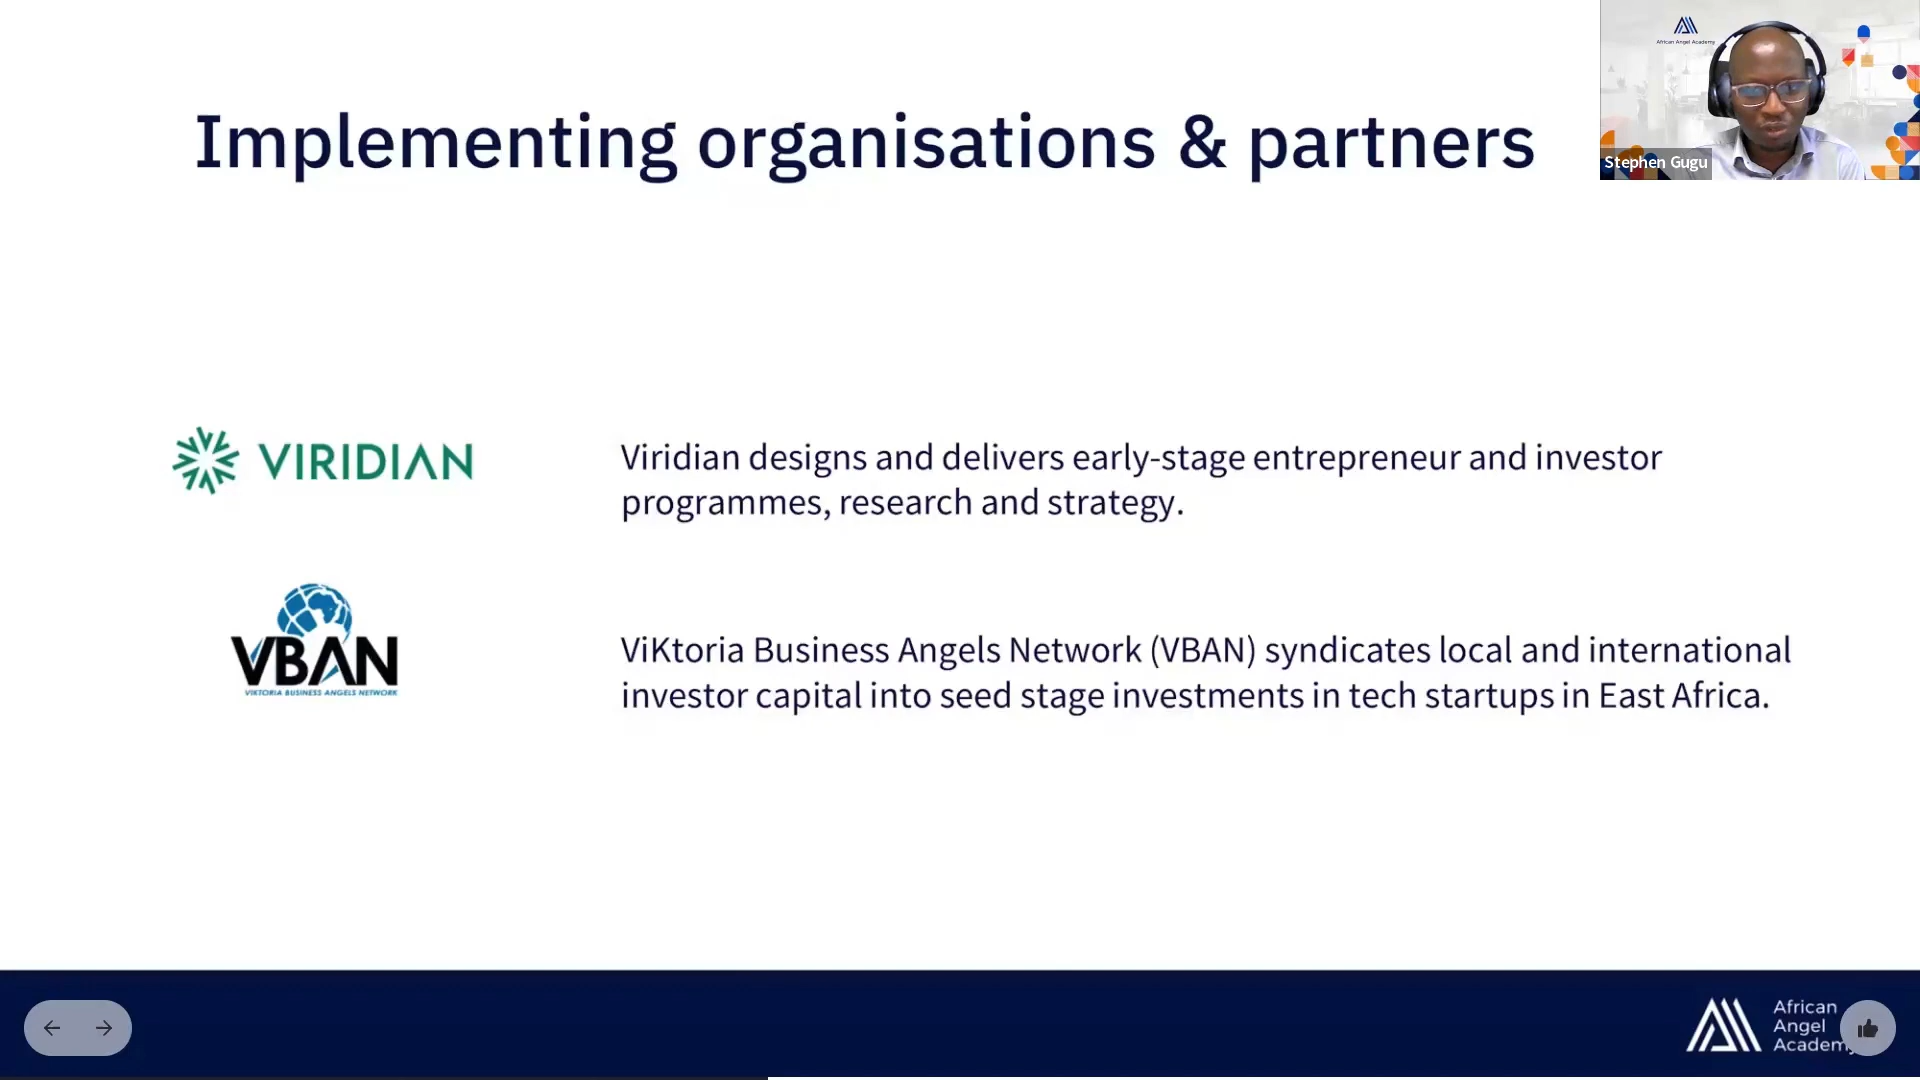 African Angel Academy
Stephen Gugu
Implementing organisations & partners
VIRIDIAN
Viridian designs and delivers early-stage entrepreneur and investor
programmes, research and strategy.
VBAN
VIKTORIA BUSINESS ANGELS NETWORK
ViKtoria Business Angels Network (VBAN) syndicates local and international
investor capital into seed stage investments in tech startups in East Africa.
African
Angel
Academy